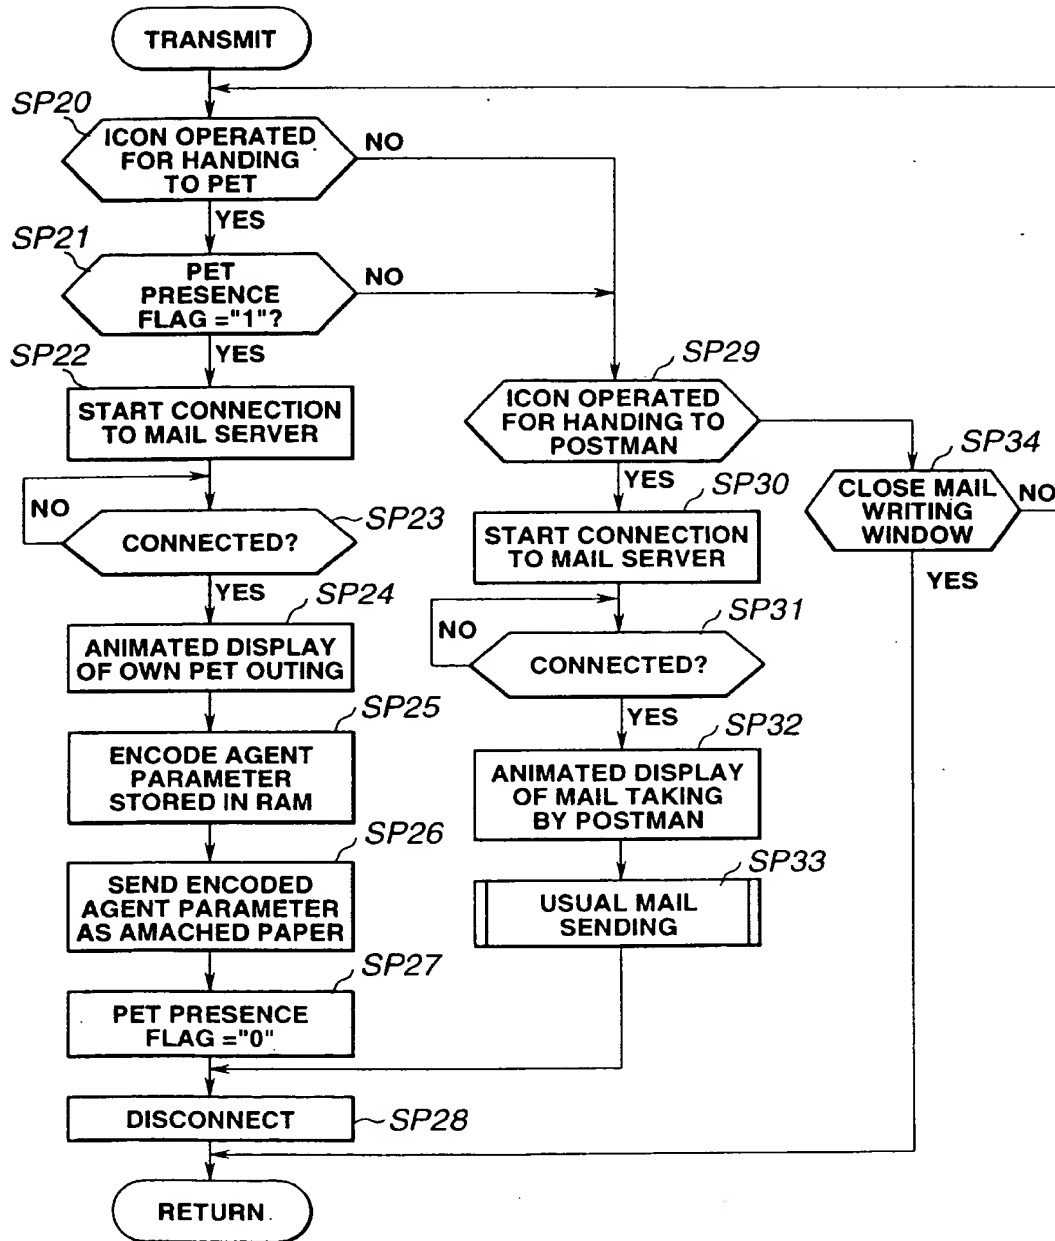 TRANSMIT
SP20
ICON OPERATED
FOR HANDING
TO PET
NO
YES
SP21
PET
PRESENCE
FLAG ="1"?
NO
YES
SP22
START CONNECTION
TO MAIL SERVER
NO
SP23
CONNECTED?
YES
SP24
ANIMATED DISPLAY
OF OWN PET OUTING
SP25
ENCODE AGENT
PARAMETER
STORED IN RAM
SP26
SEND ENCODED
AGENT PARAMETER
AS AMACHED PAPER
SP27
PET PRESENCE
FLAG ="0"
DISCONNECT
SP28
RETURN
SP29
ICON OPERATED
FOR HANDING TO
POSTMAN
YES
SP30
START CONNECTION
TO MAIL SERVER
NO
SP31
CONNECTED?
YES
SP32
ANIMATED DISPLAY
OF MAIL TAKING
BY POSTMAN
SP33
USUAL MAIL
SENDING
SP34
CLOSE MAIL
WRITING
WINDOW
NO
YES